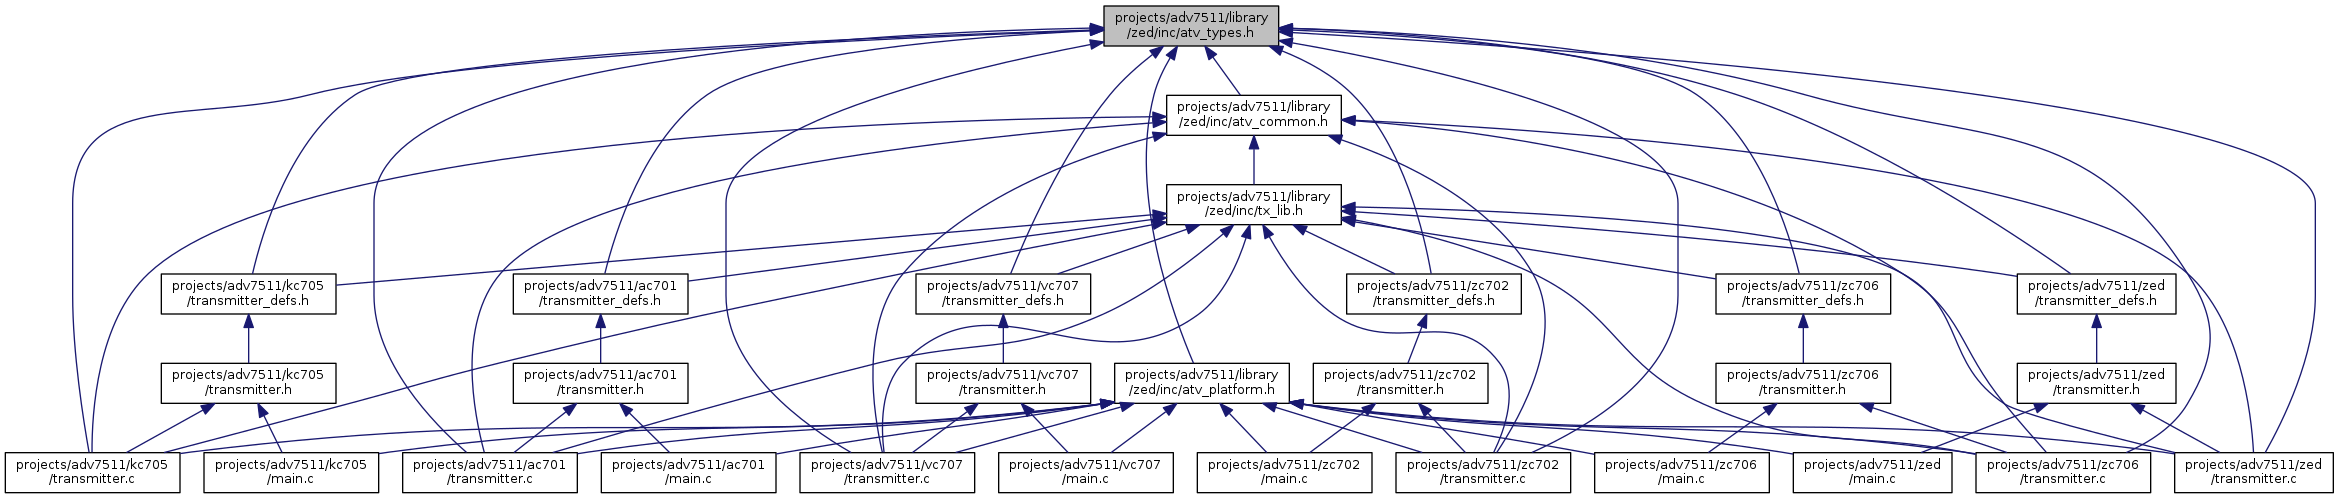 projects/adv7511/library
/zed/inc/atv_types.h
projects/adv7511/library
/zed/inc/atv_common.h
projects/adv7511/library
/zed/inc/tx_lib.h
projects/adv7511/kc705
/transmitter_defs.h
projects/adv7511/ac701
/transmitter_defs.h
projects/adv7511/vc707
/transmitter_defs.h
projects/adv7511/zc702
/transmitter_defs.h
projects/adv7511/zc706
/transmitter_defs.h
projects/adv7511/zed
/transmitter_defs.h
projects/adv7511/kc705
/transmitter.h
projects/adv7511/ac701
/transmitter.h
projects/adv7511/vc707
/transmitter.h
projects/adv7511/library
/zed/inc/atv_platform.h
projects/adv7511/zc702
/transmitter.h
projects/adv7511/zc706
/transmitter.h
projects/adv7511/zed
/transmitter.h
projects/adv7511/kc705
/transmitter.c
projects/adv7511/kc705
/main.c
projects/adv7511/ac701
/transmitter.c
projects/adv7511/ac701
/main.c
projects/adv7511/vc707
/transmitter.c
projects/adv7511/vc707
/main.c
projects/adv7511/zc702
/main.c
projects/adv7511/zc702
/transmitter.c
projects/adv7511/zc706
/main.c
projects/adv7511/zed
/main.c
projects/adv7511/zc706
/transmitter.c
projects/adv7511/zed
/transmitter.c